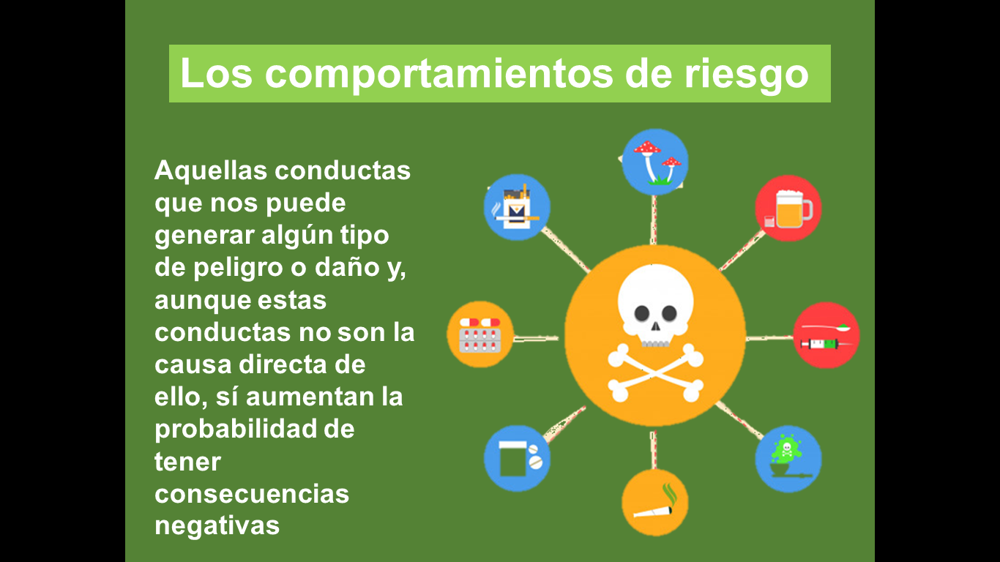 Los comportamientos de riesgo
Aquellas conductas
que nos puede
generar algún tipo
de peligro o daño y,
aunque estas
conductas no son la
causa directa de
ello, sí aumentan la
probabilidad de
tener
consecuencias
negativas